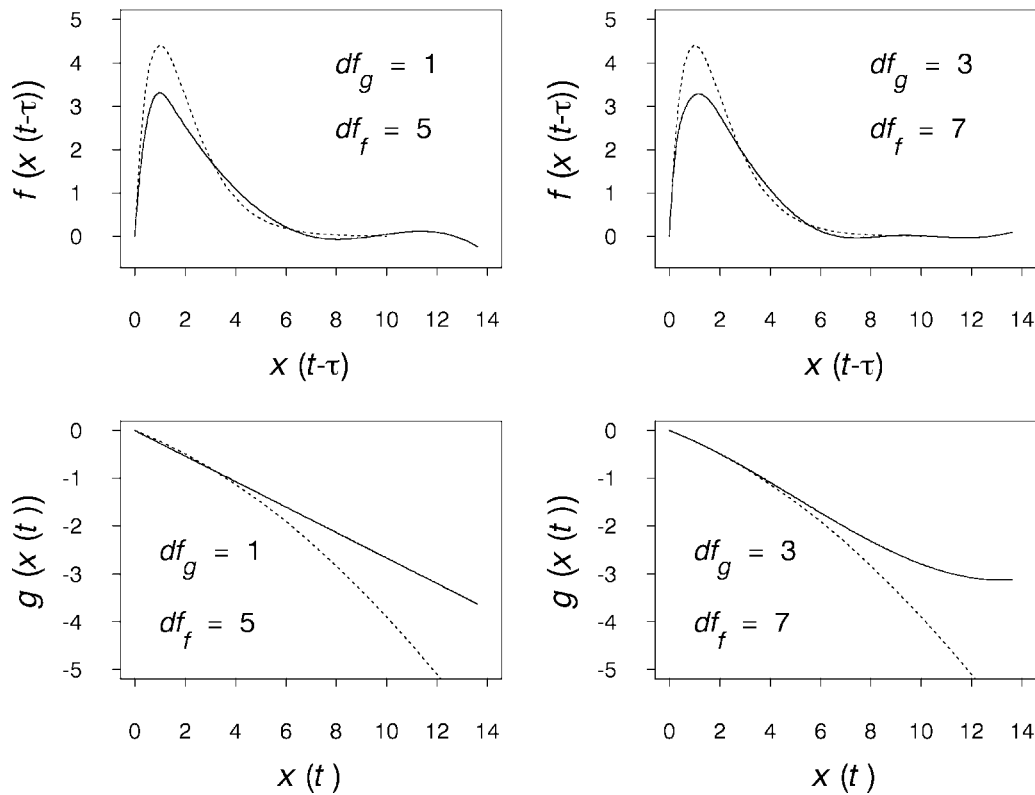 f (x (t-τ))
5
4
3
2
1
0
df_g = 1
df_f = 5
0 2 4 6 8 10 12 14
x (t-τ)
f (x (t-τ))
5
4
3
2
1
0
df_g = 3
df_f = 7
0 2 4 6 8 10 12 14
x (t-τ)
g (x (t))
0
-1
-2
-3
-4
-5
df_g = 1
df_f = 5
0 2 4 6 8 10 12 14
x (t)
g (x (t))
0
-1
-2
-3
-4
-5
df_g = 3
df_f = 7
0 2 4 6 8 10 12 14
x (t)